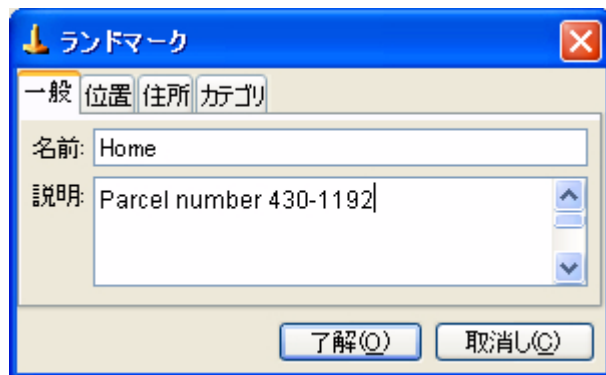 ランドマーク
一般 位置 住所 カテゴリ
名前: Home
説明: Parcel number 430-1192
了解(O) 取消し(C)